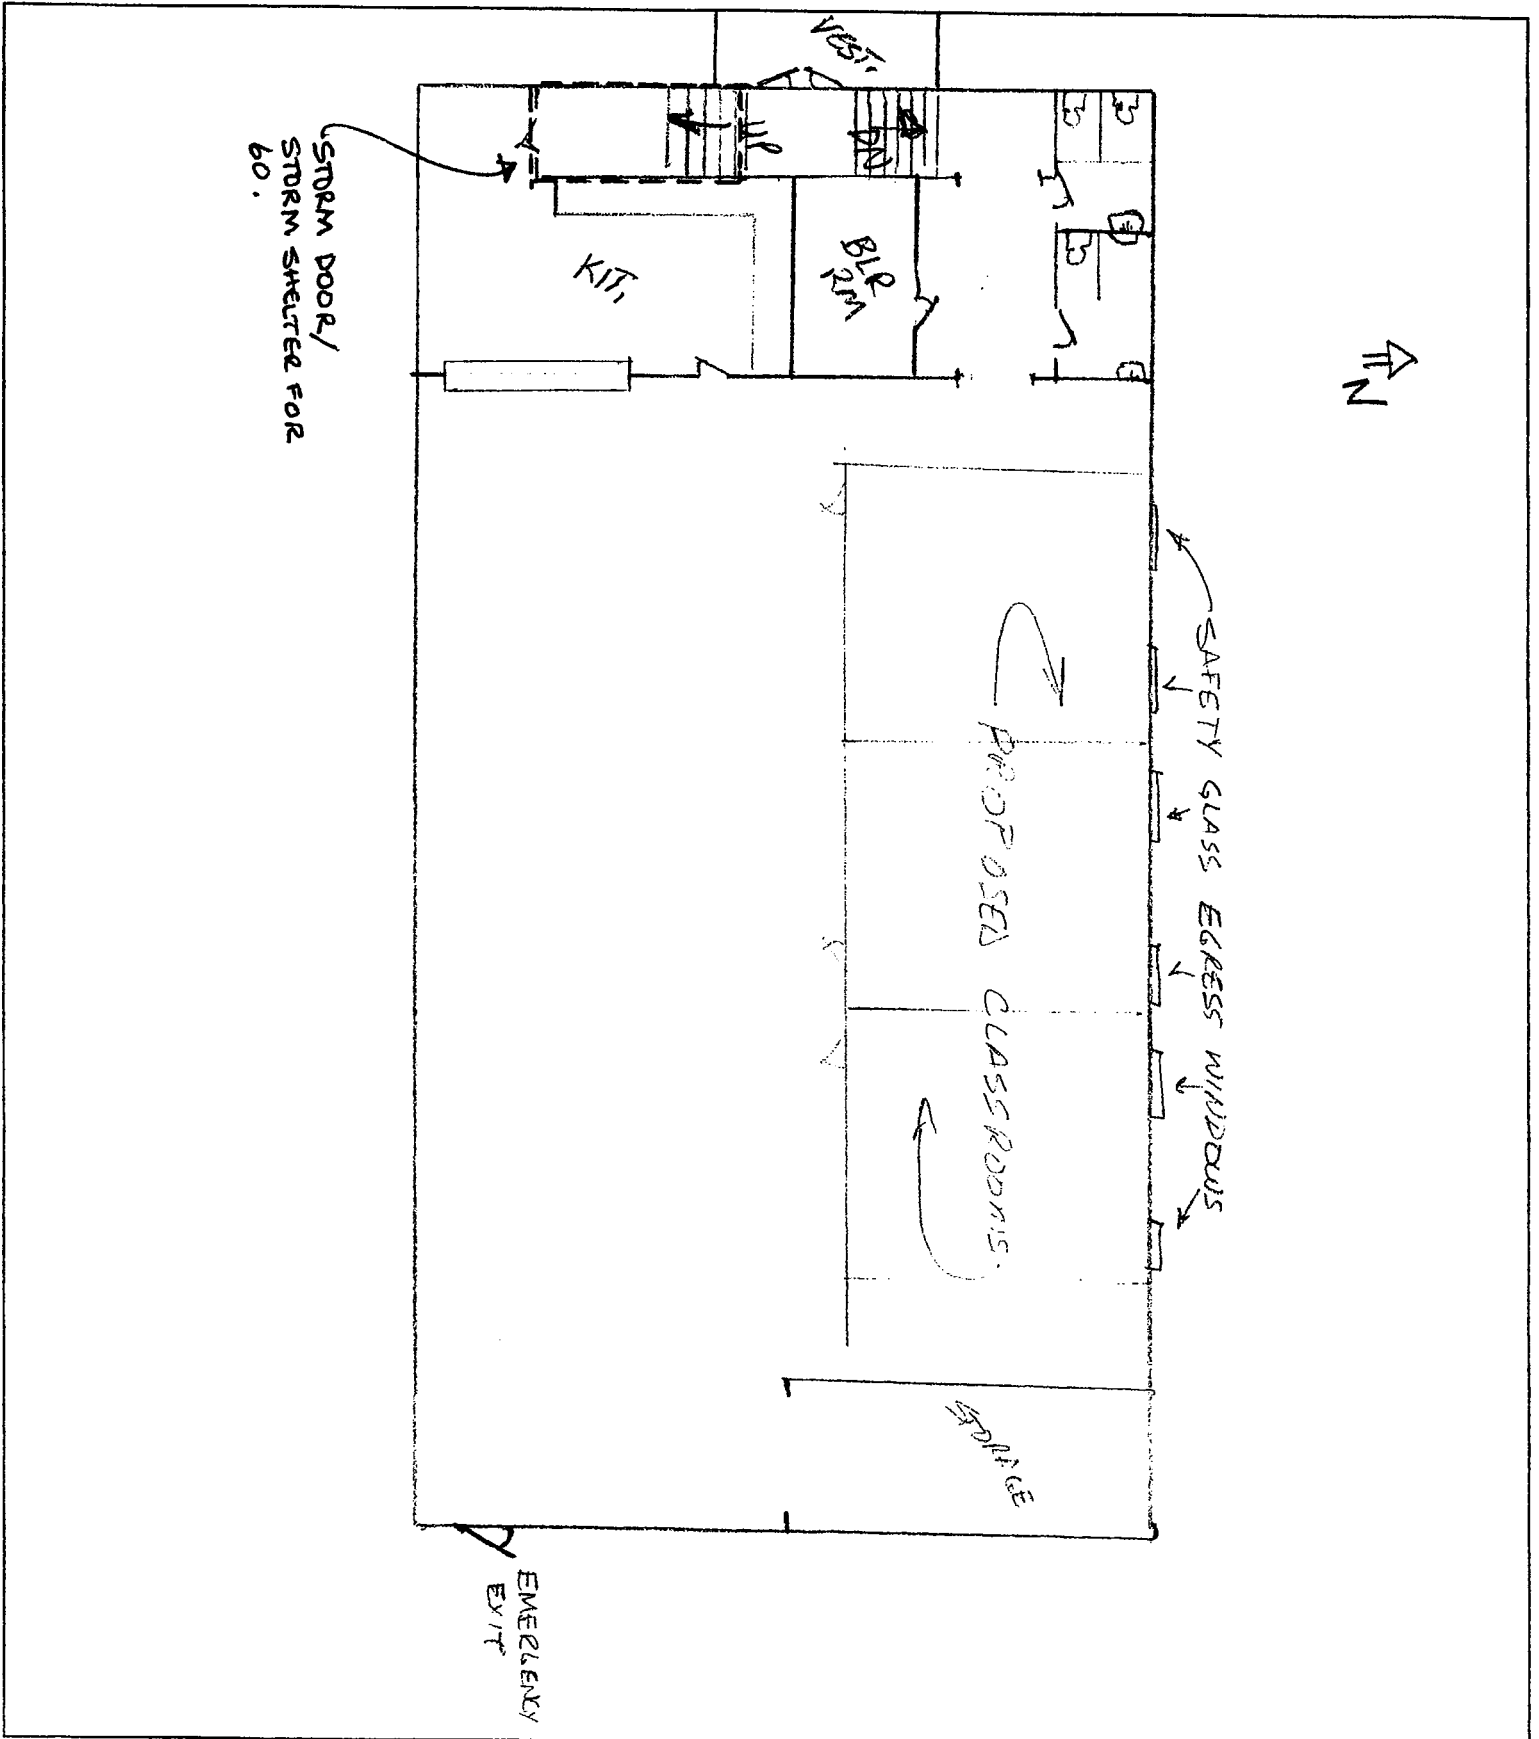 VEST.
UP
DN
STORM DOOR/
STORM SHELTER FOR
60.
KIT.
BLR
RM
N
SAFETY GLASS EGRESS WINDOWS
PROPOSED CLASSROOMS.
STORAGE
EMERGENCY
EXIT